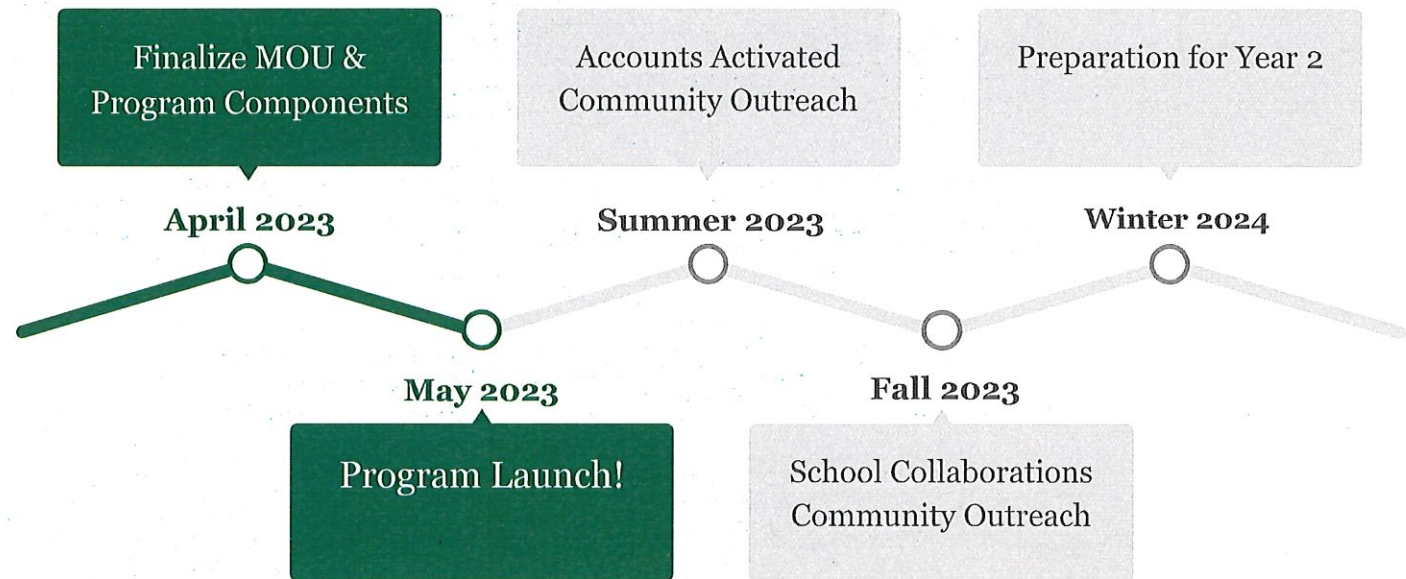 Finalize MOU &
Program Components
Accounts Activated
Community Outreach
Preparation for Year 2
April 2023
Summer 2023
Winter 2024
May 2023
Fall 2023
Program Launch!
School Collaborations
Community Outreach